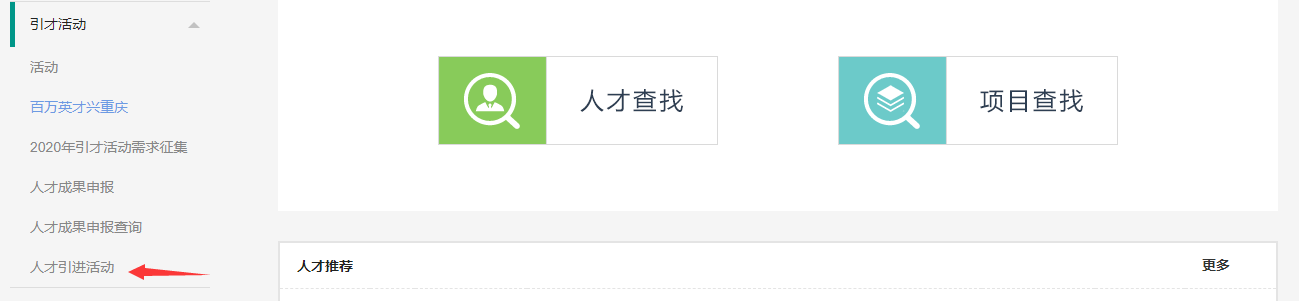 引才活动
活动
百万英才兴重庆
2020年引才活动需求征集
人才成果申报
人才成果申报查询
人才引进活动
人才查找
项目查找
人才推荐
更多